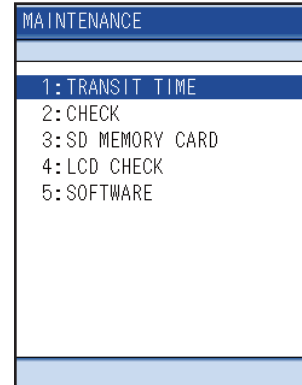 MAINTENANCE
1:TRANSIT TIME
2:CHECK
3:SD MEMORY CARD
4:LCD CHECK
5:SOFTWARE